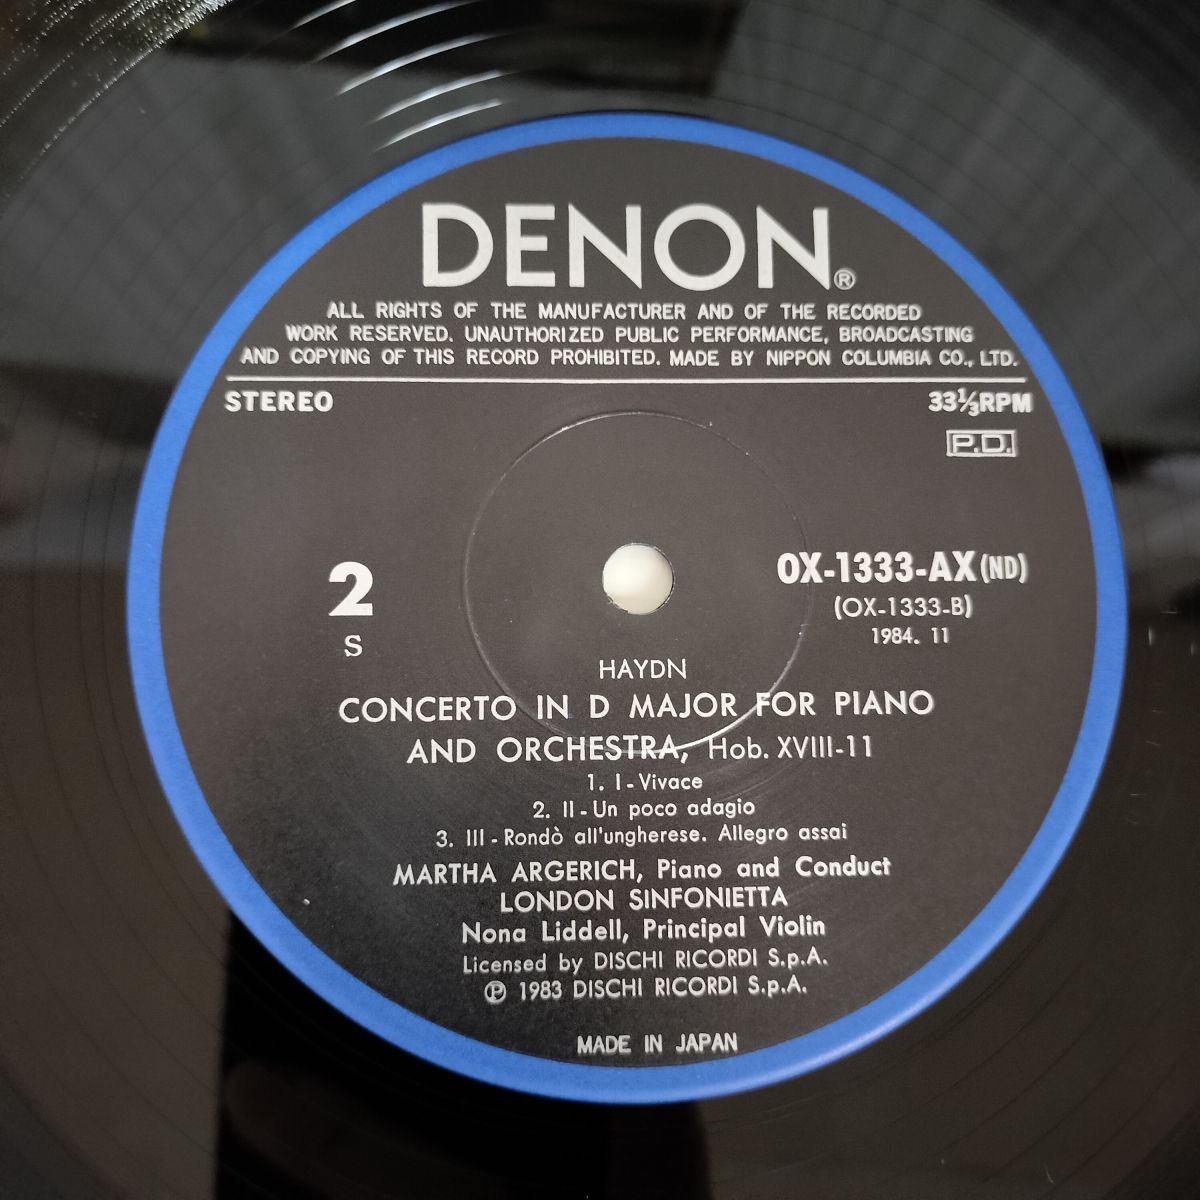 DENON®
ALL RIGHTS OF THE MANUFACTURER AND OF THE RECORDED
WORK RESERVED. UNAUTHORIZED PUBLIC PERFORMANCE, BROADCASTING
AND COPYING OF THIS RECORD PROHIBITED. MADE BY NIPPON COLUMBIA CO., LTD.
STEREO 33⅓RPM
P.D.
2 OX-1333-AX(ND)
(OX-1333-B)
S 1984. 11
HAYDN
CONCERTO IN D MAJOR FOR PIANO
AND ORCHESTRA, Hob. XVIII-11
1. I-Vivace
2. II-Un poco adagio
3. III-Rondò all'ungherese. Allegro assai
MARTHA ARGERICH, Piano and Conduct
LONDON SINFONIETTA
Nona Liddell, Principal Violin
Licensed by DISCHI RICORDI S.p.A.
℗ 1983 DISCHI RICORDI S.p.A.
MADE IN JAPAN